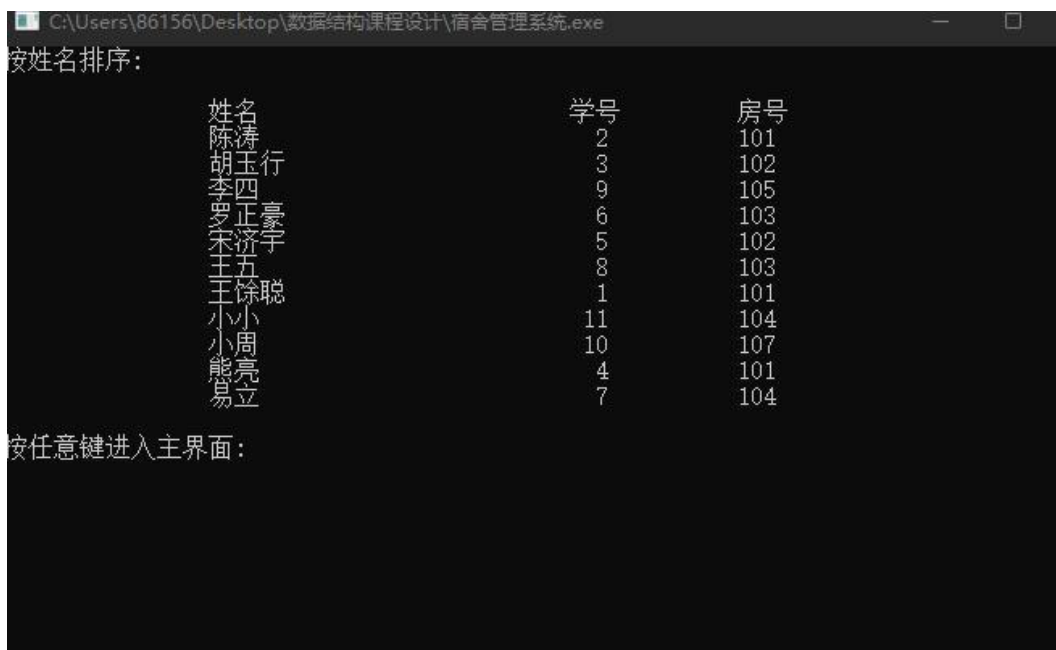 C:\Users\86156\Desktop\数据结构课程设计\宿舍管理系统.exe
按姓名排序:
姓名 学号 房号
陈涛 2 101
胡玉行 3 102
李四 9 105
罗正豪 6 103
宋济宇 5 102
王五 8 103
王馀聪 1 101
小小 11 104
小周 10 107
熊亮 4 101
易立 7 104
按任意键进入主界面: